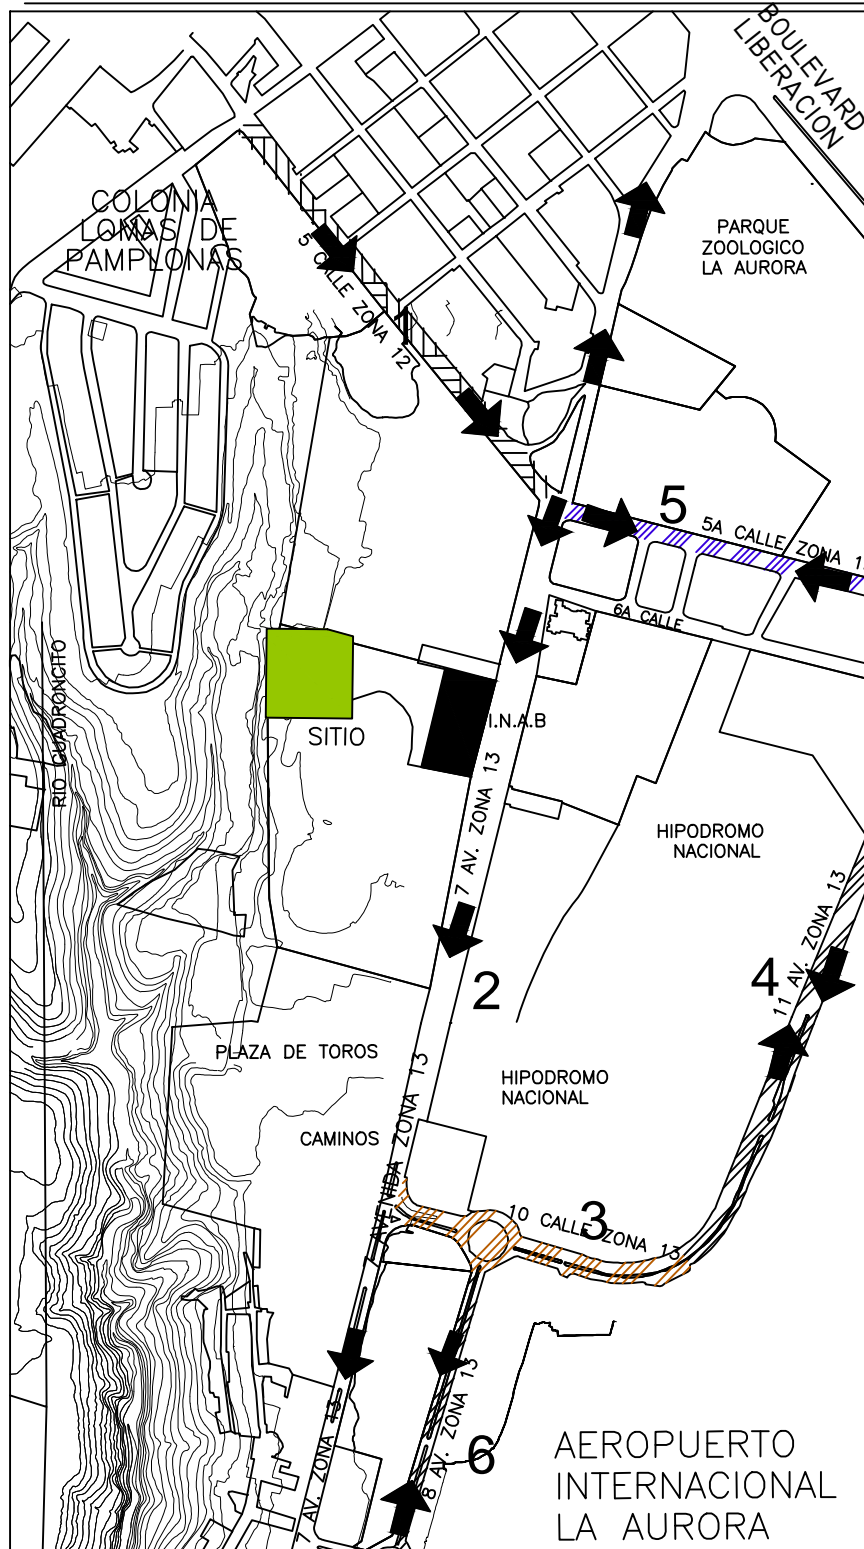 BOULEVARD
LIBERACION
COLONIA
LOMAS DE
PAMPLONAS
PARQUE
ZOOLOGICO
LA AURORA
5 CALLE ZONA 12
5
5A CALLE ZONA 1
6A CALLE
RIO GUADRONCITO
SITIO
I.N.A.B
7 AV. ZONA 13
HIPODROMO
NACIONAL
11 AV. ZONA 13
4
2
PLAZA DE TOROS
HIPODROMO
NACIONAL
CAMINOS
AVENIDA ZONA 13
10 CALLE ZONA 13
3
7 AV. ZONA 13
8 AV. ZONA 13
6
AEROPUERTO
INTERNACIONAL
LA AURORA